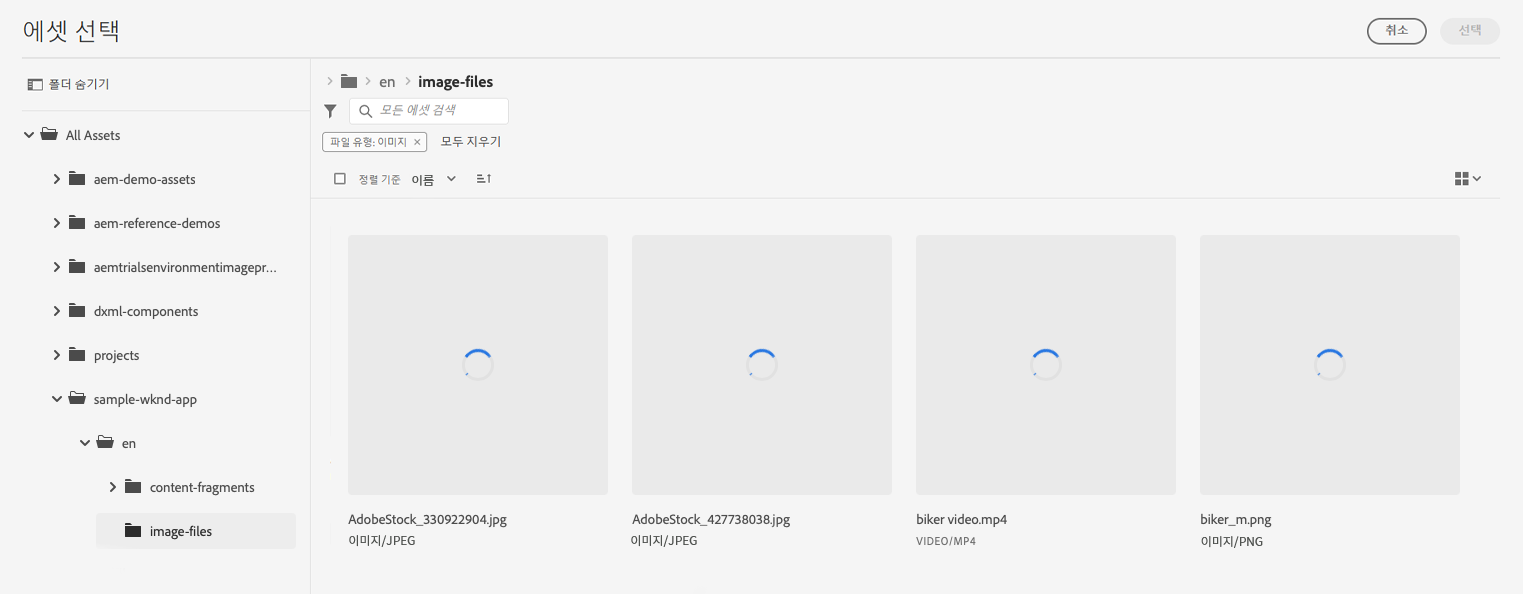 에셋 선택
취소
선택
폴더 숨기기
All Assets
aem-demo-assets
aem-reference-demos
aemtrialsenvironmentimagepr...
dxml-components
projects
sample-wknd-app
en
content-fragments
image-files
en
image-files
모든 에셋 검색
파일 유형: 이미지
모두 지우기
정렬 기준 이름
AdobeStock_330922904.jpg
이미지/JPEG
AdobeStock_427738038.jpg
이미지/JPEG
biker video.mp4
VIDEO/MP4
biker_m.png
이미지/PNG